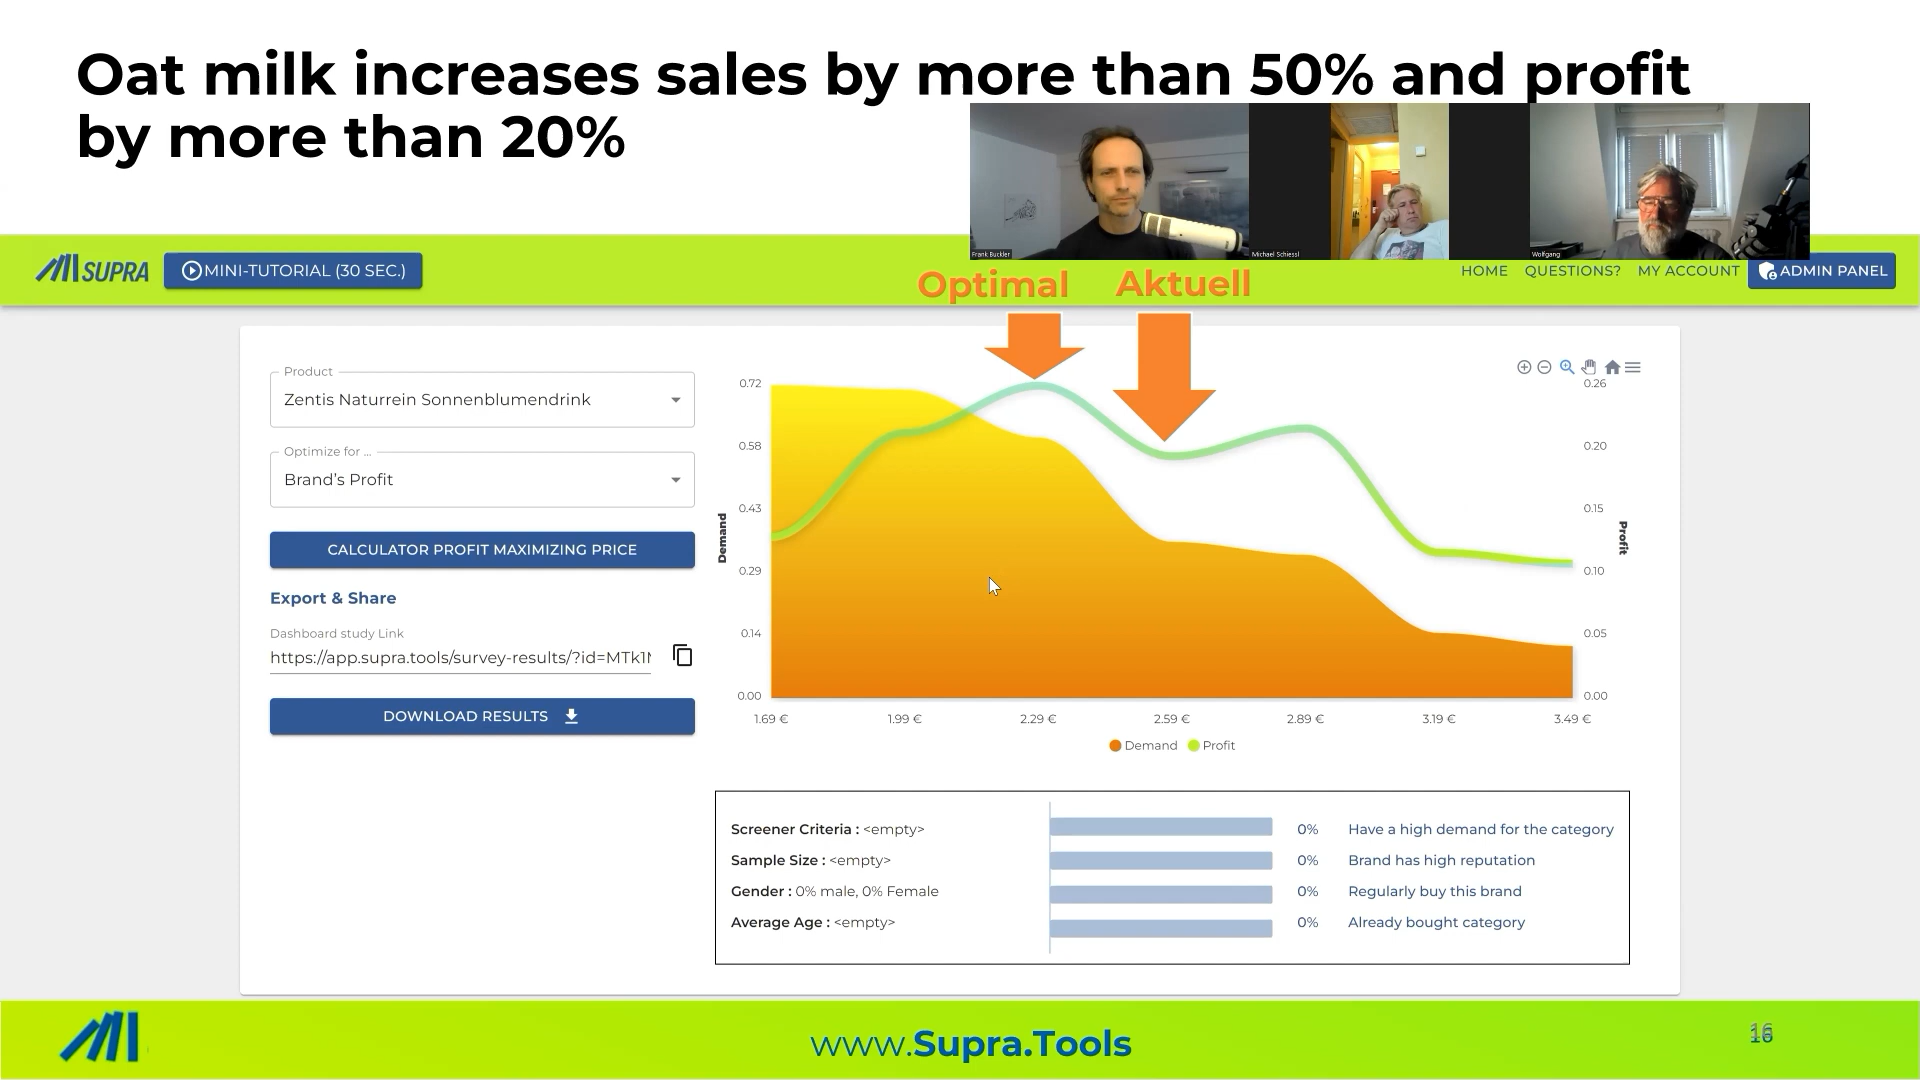 Oat milk increases sales by more than 50% and profit
by more than 20%
Frank Buckler
Michael Schiessl
Wolfgang
SUPRA
MINI-TUTORIAL (30 SEC.)
HOME
QUESTIONS?
MY ACCOUNT
ADMIN PANEL
Optimal
Aktuell
Product
Zentis Naturrein Sonnenblumendrink
Optimize for ...
Brand's Profit
CALCULATOR PROFIT MAXIMIZING PRICE
Export & Share
Dashboard study Link
https://app.supra.tools/survey-results/?id=MTk1
DOWNLOAD RESULTS
Demand
0.72
0.58
0.43
0.29
0.14
0.00
0.26
0.20
0.15
0.10
0.05
0.00
Profit
1.69 €
1.99 €
2.29 €
2.59 €
2.89 €
3.19 €
3.49 €
Demand
Profit
Screener Criteria : <empty>
Sample Size : <empty>
Gender : 0% male, 0% Female
Average Age : <empty>
0% Have a high demand for the category
0% Brand has high reputation
0% Regularly buy this brand
0% Already bought category
www.Supra.Tools
16